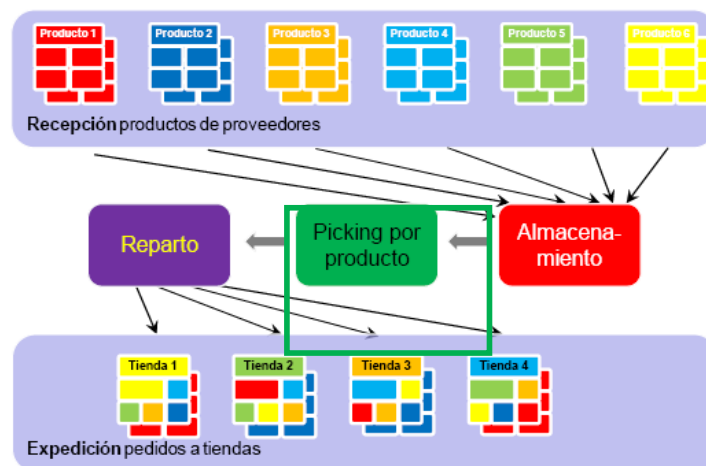 Producto 1
Producto 2
Producto 3
Producto 4
Producto 5
Producto 6
Recepción productos de proveedores
Reparto
Picking por
producto
Almacena-
miento
Tienda 1
Tienda 2
Tienda 3
Tienda 4
Expedición pedidos a tiendas